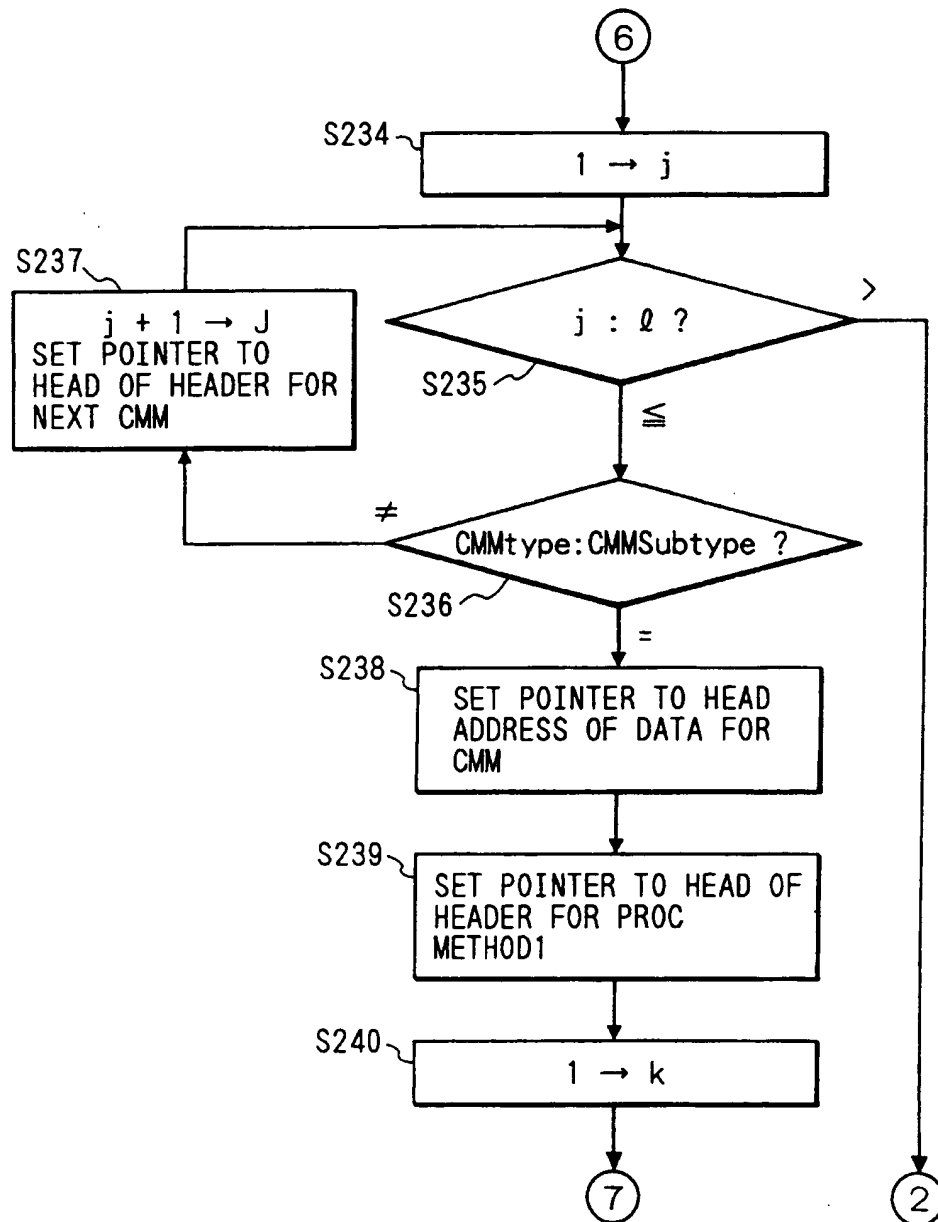 6
S234
1 → j
S237
j + 1 → J
SET POINTER TO
HEAD OF HEADER FOR
NEXT CMM
j : ℓ ?
>
S235
≦
≠
CMMtype:CMMSubtype ?
S236
=
S238
SET POINTER TO HEAD
ADDRESS OF DATA FOR
CMM
S239
SET POINTER TO HEAD OF
HEADER FOR PROC
METHOD1
S240
1 → k
7
2